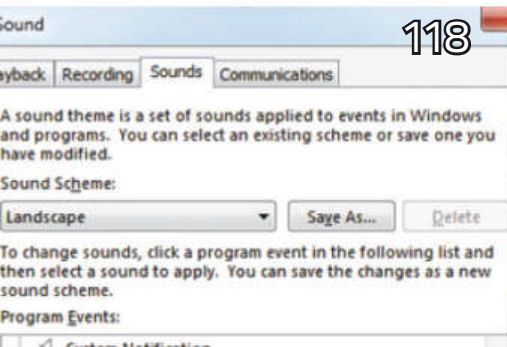 Sound
118
ayback Recording Sounds Communications
A sound theme is a set of sounds applied to events in Windows
and programs. You can select an existing scheme or save one you
have modified.
Sound Scheme:
Landscape Save As... Delete
To change sounds, click a program event in the following list and
then select a sound to apply. You can save the changes as a new
sound scheme.
Program Events:
System Notification